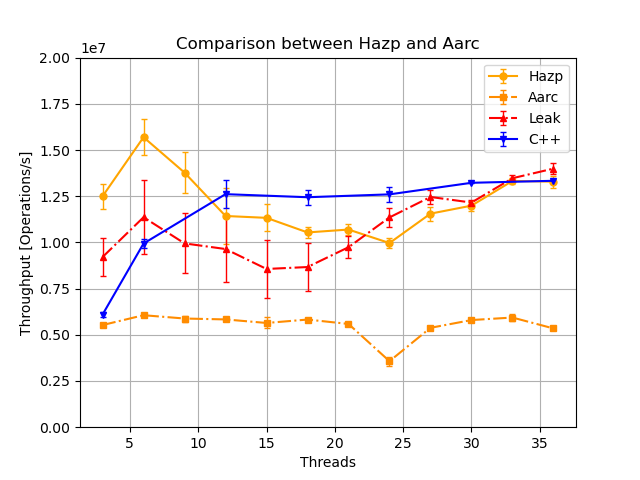 Comparison between Hazp and Aarc
1e7
2.00
1.75
1.50
1.25
1.00
0.75
0.50
0.25
0.00
Throughput [Operations/s]
5
10
15
20
25
30
35
Threads
Hazp
Aarc
Leak
C++